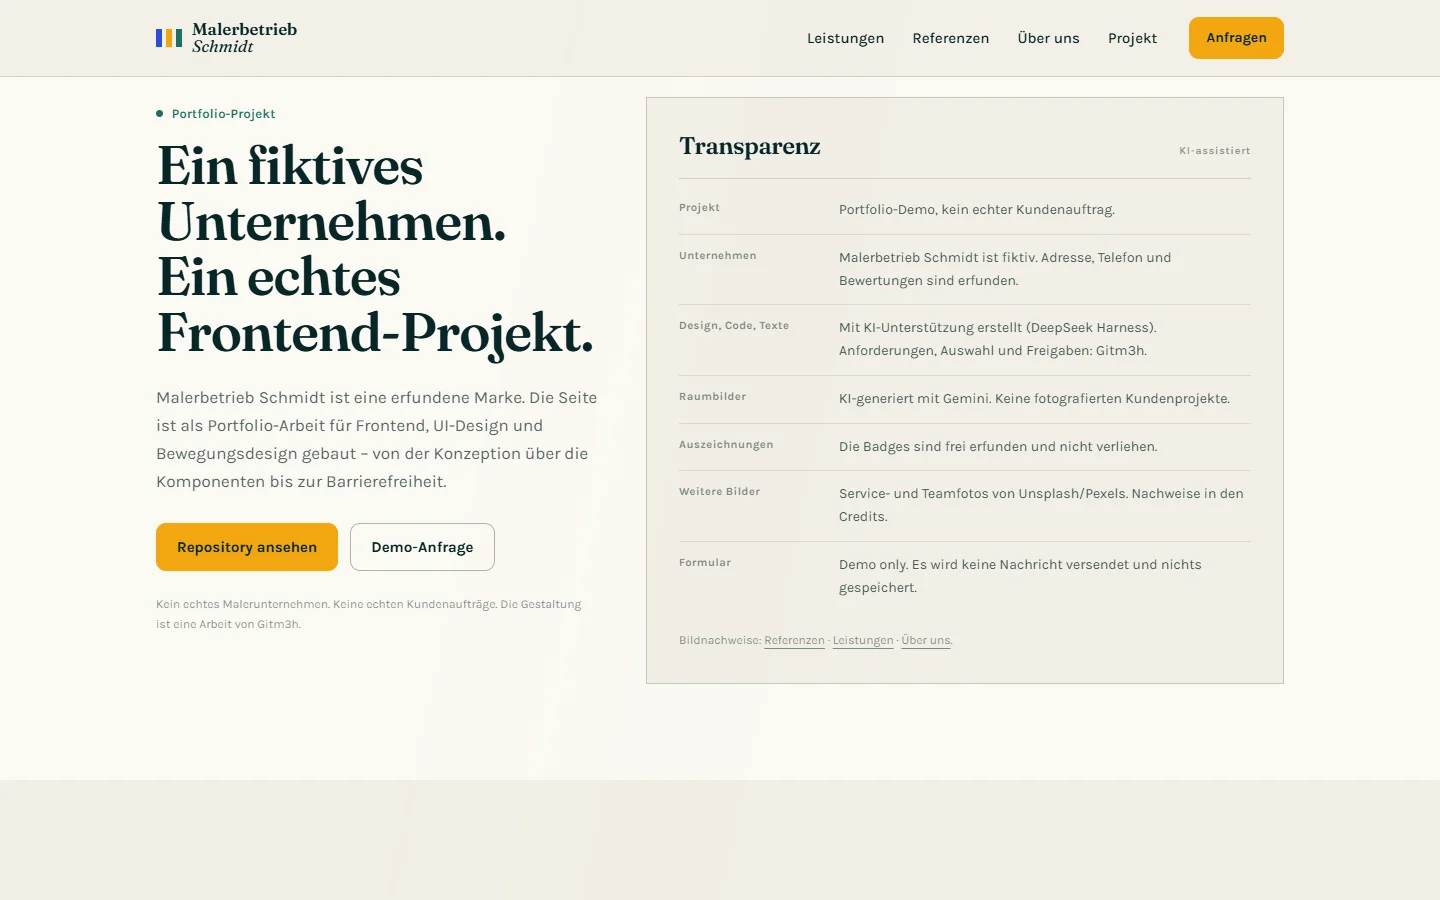 Malerbetrieb
Schmidt
Leistungen
Referenzen
Über uns
Projekt
Anfragen
Portfolio-Projekt
Ein fiktives
Unternehmen.
Ein echtes
Frontend-Projekt.
Malerbetrieb Schmidt ist eine erfundene Marke. Die Seite
ist als Portfolio-Arbeit für Frontend, UI-Design und
Bewegungsdesign gebaut – von der Konzeption über die
Komponenten bis zur Barrierefreiheit.
Repository ansehen
Demo-Anfrage
Kein echtes Malerunternehmen. Keine echten Kundenaufträge. Die Gestaltung
ist eine Arbeit von Gitm3h.
Transparenz
KI-assistiert
Projekt
Portfolio-Demo, kein echter Kundenauftrag.
Unternehmen
Malerbetrieb Schmidt ist fiktiv. Adresse, Telefon und
Bewertungen sind erfunden.
Design, Code, Texte
Mit KI-Unterstützung erstellt (DeepSeek Harness).
Anforderungen, Auswahl und Freigaben: Gitm3h.
Raumbilder
KI-generiert mit Gemini. Keine fotografierten Kundenprojekte.
Auszeichnungen
Die Badges sind frei erfunden und nicht verliehen.
Weitere Bilder
Service- und Teamfotos von Unsplash/Pexels. Nachweise in den
Credits.
Formular
Demo only. Es wird keine Nachricht versendet und nichts
gespeichert.
Bildnachweise: Referenzen · Leistungen · Über uns.